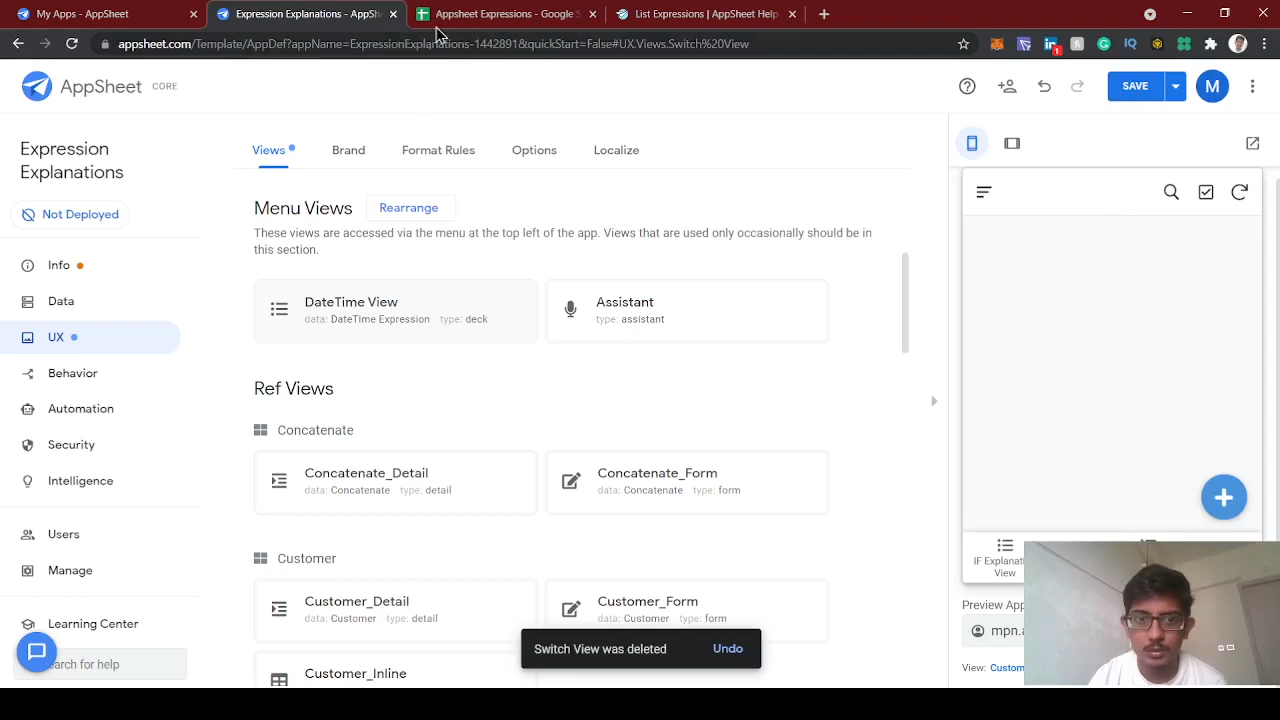 My Apps - AppSheet
Expression Explanations - AppSh
Appsheet Expressions - Google S
List Expressions | AppSheet Help
appsheet.com/Template/AppDef?appName=ExpressionExplanations-1442891&quickStart=False#UX.Views.Switch%20View
AppSheet CORE
SAVE
M
Expression
Explanations
Not Deployed
Info
Data
UX
Behavior
Automation
Security
Intelligence
Users
Manage
Learning Center
Search for help
Views
Brand
Format Rules
Options
Localize
Menu Views
Rearrange
These views are accessed via the menu at the top left of the app. Views that are used only occasionally should be in
this section.
DateTime View
data: DateTime Expression type: deck
Assistant
type: assistant
Ref Views
Concatenate
Concatenate_Detail
data: Concatenate type: detail
Concatenate_Form
data: Concatenate type: form
Customer
Customer_Detail
data: Customer type: detail
Customer_Form
data: Customer type: form
Customer_Inline
Switch View was deleted
Undo
IF Explanati
View
Preview App
mpn.a
View: Custom
1